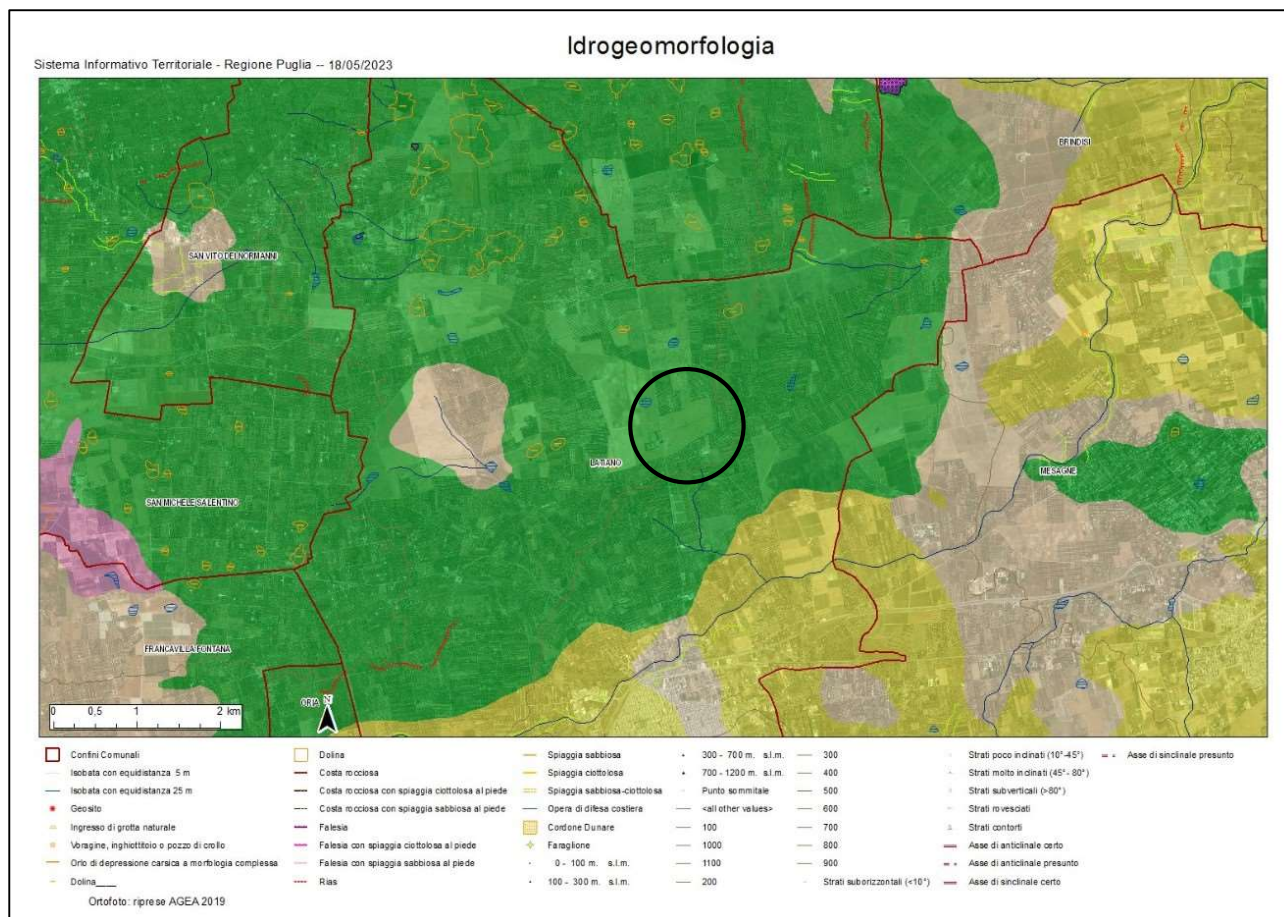 Idrogeomorfologia
Sistema Informativo Territoriale - Regione Puglia -- 18/05/2023
BRINDISI
SAN VITO DEI NORMANNI
LATIANO
MESAGNE
SAN MICHELE SALENTINO
FRANCAVILLA FONTANA
ORIA
N
0 0,5 1 2 km
Confini Comunali
Isobata con equidistanza 5 m
Isobata con equidistanza 25 m
Geosito
Ingresso di grotta naturale
Voragine, inghiottitoio o pozzo di crollo
Orlo di depressione carsica a morfologia complessa
Dolina____
Dolina
Costa rocciosa
Costa rocciosa con spiaggia ciottolosa al piede
Costa rocciosa con spiaggia sabbiosa al piede
Falesia
Falesia con spiaggia ciottolosa al piede
Falesia con spiaggia sabbiosa al piede
Rias
Spiaggia sabbiosa
Spiaggia ciottolosa
Spiaggia sabbiosa-ciottolosa
Opera di difesa costiera
Cordone Dunare
Faraglione
0 - 100 m. s.l.m.
100 - 300 m. s.l.m.
300 - 700 m. s.l.m.
700 - 1200 m. s.l.m.
Punto sommitale
<all other values>
100
1000
1100
200
300
400
500
600
700
800
900
Strati suborizzontali (<10°)
Strati poco inclinati (10°-45°)
Strati molto inclinati (45°- 80°)
Strati subverticali (>80°)
Strati rovesciati
Strati contorti
Asse di anticlinale certo
Asse di anticlinale presunto
Asse di sinclinale certo
Asse di sinclinale presunto
Ortofoto: riprese AGEA 2019